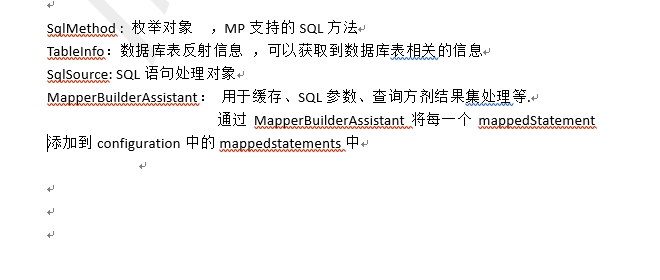 SqlMethod : 枚举对象 ，MP 支持的 SQL 方法
TableInfo：数据库表反射信息 ，可以获取到数据库表相关的信息
SqlSource: SQL 语句处理对象
MapperBuilderAssistant： 用于缓存、SQL 参数、查询方剂结果集处理等.
通过 MapperBuilderAssistant 将每一个 mappedStatement
添加到 configuration 中的 mappedstatements 中